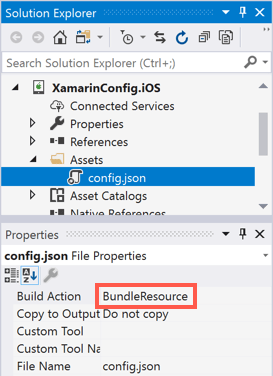 Solution Explorer
Search Solution Explorer (Ctrl+;)
XamarinConfig.iOS
Connected Services
Properties
References
Assets
config.json
Asset Catalogs
Native References
Properties
config.json File Properties
Build Action BundleResource
Copy to Output Do not copy
Custom Tool
Custom Tool Na
File Name config.json